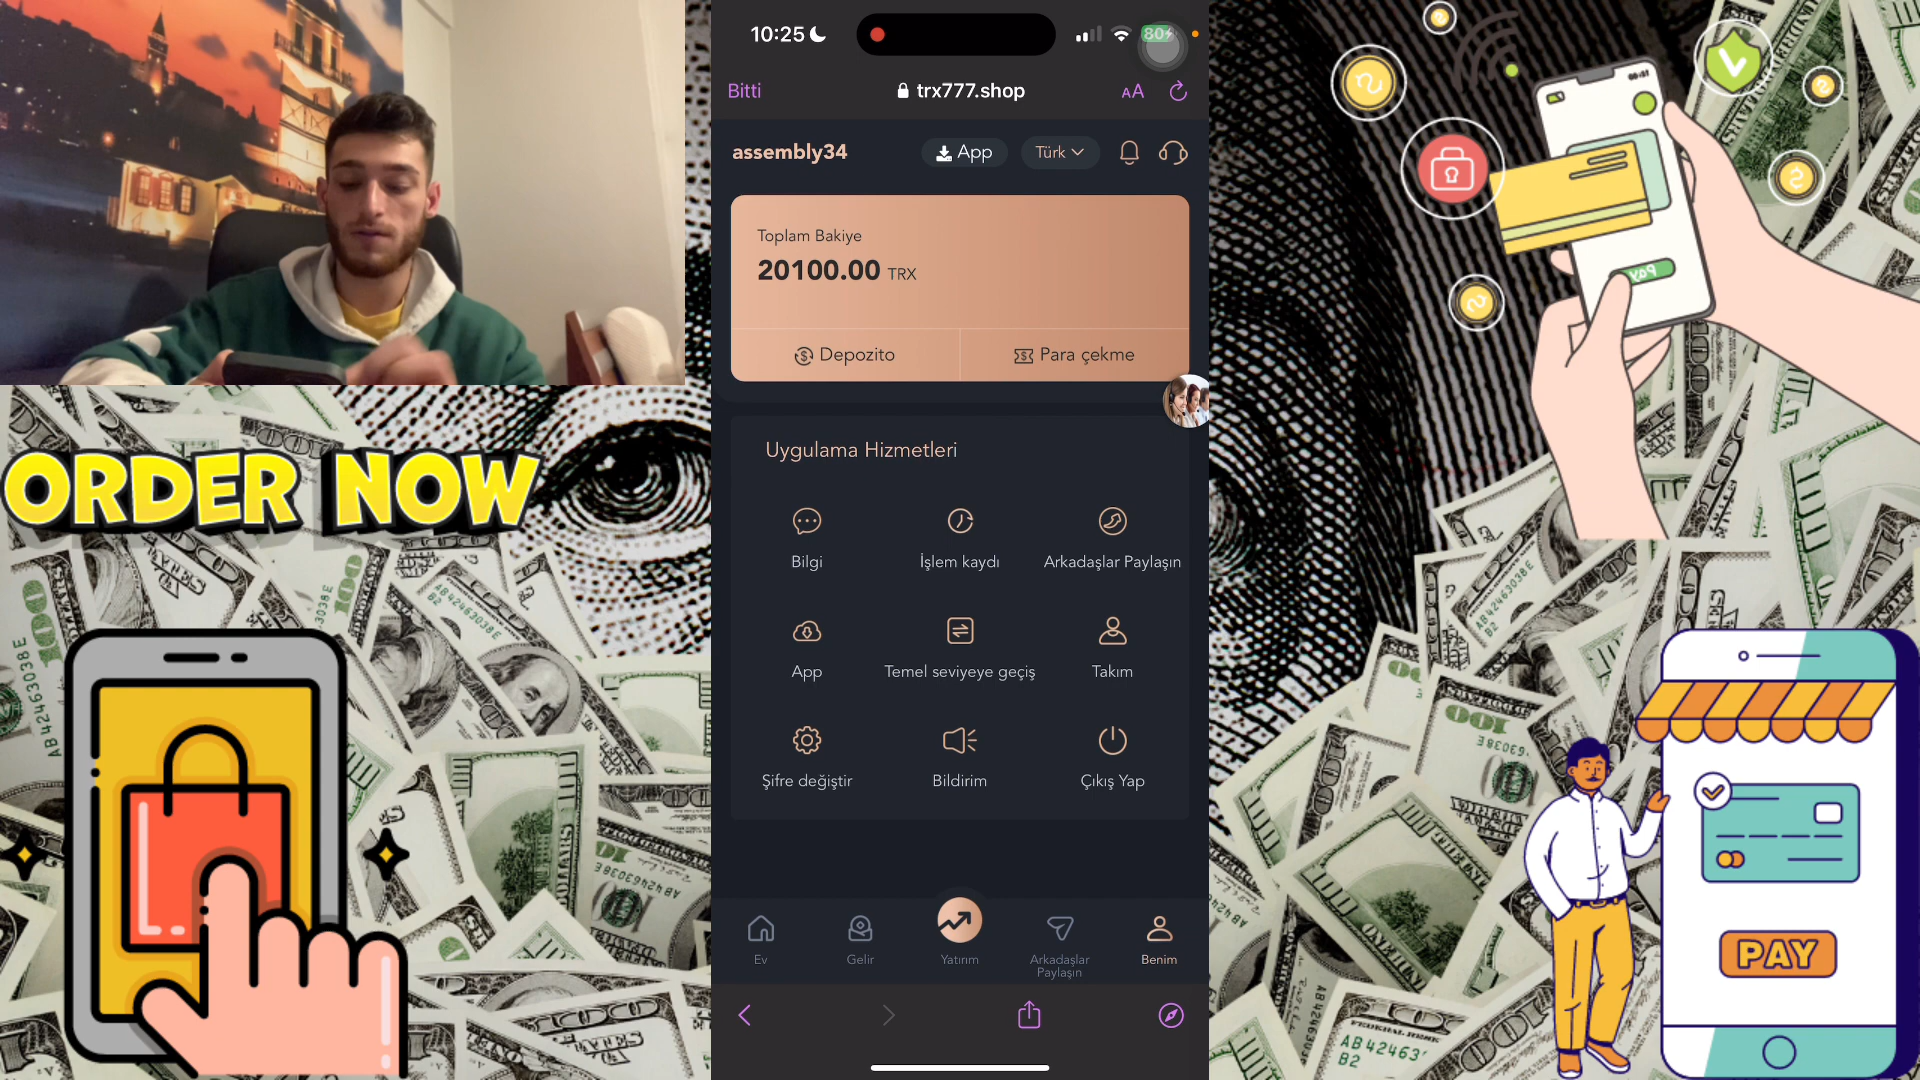 10:25
80
Bitti
trx777.shop
AA
assembly34
App
Türk
Toplam Bakiye
20100.00 TRX
Depozito
Para çekme
Uygulama Hizmetleri
Bilgi
İşlem kaydı
Arkadaşlar Paylaşın
App
Temel seviyeye geçiş
Takım
Şifre değiştir
Bildirim
Çıkış Yap
Ev
Gelir
Yatırım
Arkadaşlar
Paylaşın
Benim
ORDER NOW
Pay
PAY